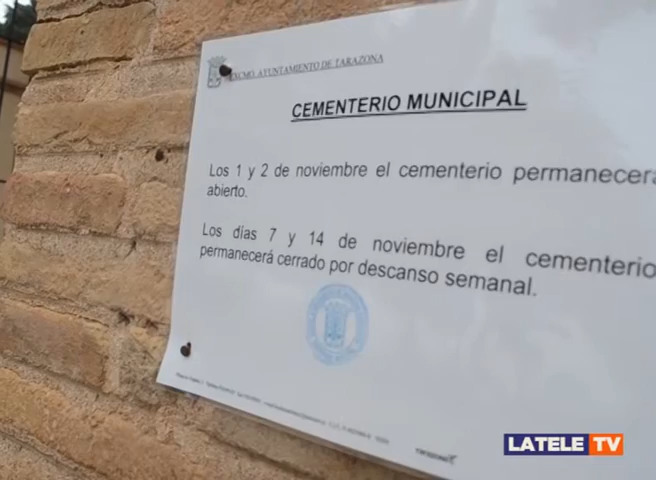 EXCMO. AYUNTAMIENTO DE TARAZONA
CEMENTERIO MUNICIPAL
Los 1 y 2 de noviembre el cementerio permanecerá
abierto.
Los días 7 y 14 de noviembre el cementerio
permanecerá cerrado por descanso semanal.
LATELE TV